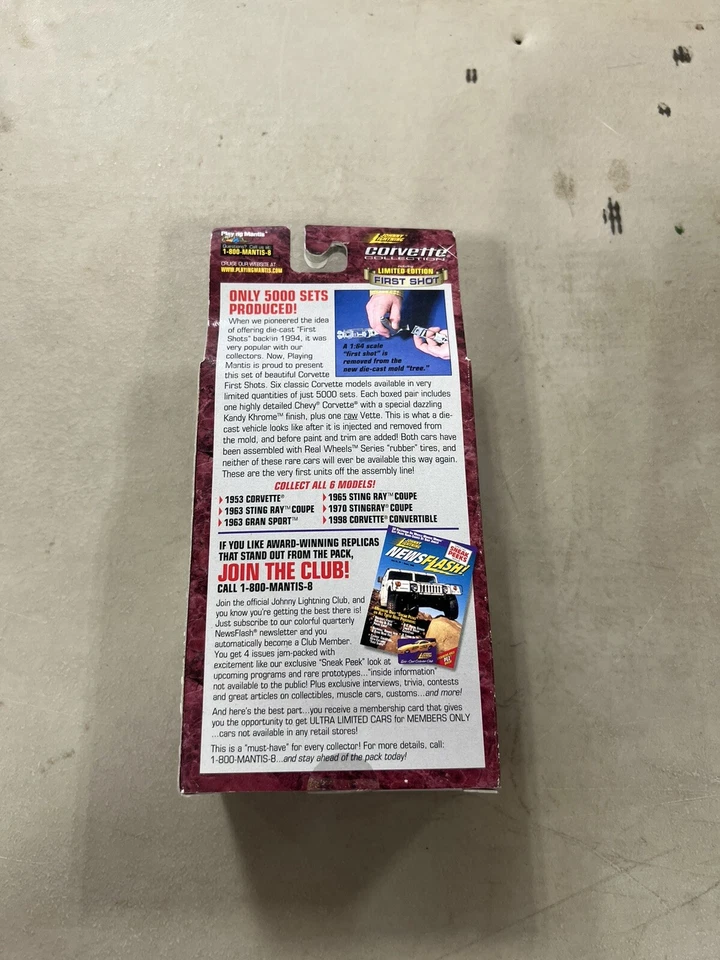 Playing Mantis
Questions? Call us at:
1-800-MANTIS-8
CRUISE OUR WEBSITE AT
WWW.PLAYINGMANTIS.COM
JOHNNY
LIGHTNING
Corvette
COLLECTION
LIMITED EDITION
FIRST SHOT
ONLY 5000 SETS
PRODUCED!
When we pioneered the idea
of offering die-cast "First
Shots" back in 1994, it was
very popular with our
collectors. Now, Playing
Mantis is proud to present
this set of beautiful Corvette
First Shots. Six classic Corvette models available in very
limited quantities of just 5000 sets. Each boxed pair includes
one highly detailed Chevy® Corvette® with a special dazzling
Kandy Khrome™ finish, plus one raw Vette. This is what a die-
cast vehicle looks like after it is injected and removed from
the mold, and before paint and trim are added! Both cars have
been assembled with Real Wheels™ Series "rubber" tires, and
neither of these rare cars will ever be available this way again.
These are the very first units off the assembly line!
A 1:64 scale
"first shot" is
removed from the
new die-cast mold "tree."
COLLECT ALL 6 MODELS!
1953 CORVETTE®
1963 STING RAY™ COUPE
1963 GRAN SPORT™
1965 STING RAY™ COUPE
1970 STINGRAY® COUPE
1998 CORVETTE® CONVERTIBLE
IF YOU LIKE AWARD-WINNING REPLICAS
THAT STAND OUT FROM THE PACK,
JOIN THE CLUB!
CALL 1-800-MANTIS-8
Join the official Johnny Lightning Club, and
you know you're getting the best there is!
Just subscribe to our colorful quarterly
NewsFlash® newsletter and you
automatically become a Club Member.
You get 4 issues jam-packed with
excitement like our exclusive "Sneak Peek" look at
upcoming programs and rare prototypes..."inside information"
not available to the public! Plus exclusive interviews, trivia, contests
and great articles on collectibles, muscle cars, customs...and more!
And here's the best part...you receive a membership card that gives
you the opportunity to get ULTRA LIMITED CARS for MEMBERS ONLY
...cars not available in any retail stores!
This is a "must-have" for every collector! For more details, call:
1-800-MANTIS-8...and stay ahead of the pack today!
JOHNNY
LIGHTNING
NEWSFLASH!
SNEAK
PEEKS